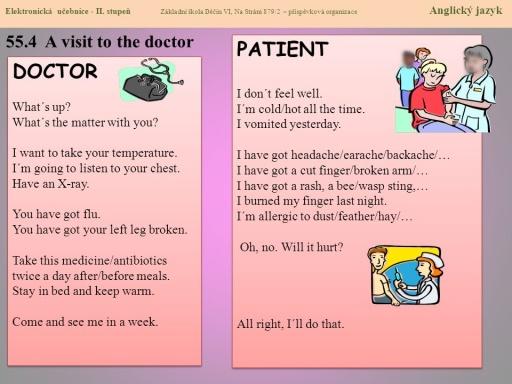 Elektronická učebnice - II. stupeň Základní škola Děčín VI, Na Stráni 879/2 – příspěvková organizace Anglický jazyk
55.4 A visit to the doctor
DOCTOR
What´s up?
What´s the matter with you?
I want to take your temperature.
I´m going to listen to your chest.
Have an X-ray.
You have got flu.
You have got your left leg broken.
Take this medicine/antibiotics
twice a day after/before meals.
Stay in bed and keep warm.
Come and see me in a week.
PATIENT
I don´t feel well.
I´m cold/hot all the time.
I vomited yesterday.
I have got headache/earache/backache/…
I have got a cut finger/broken arm/…
I have got a rash, a bee/wasp sting,…
I burned my finger last night.
I´m allergic to dust/feather/hay/…
Oh, no. Will it hurt?
All right, I´ll do that.